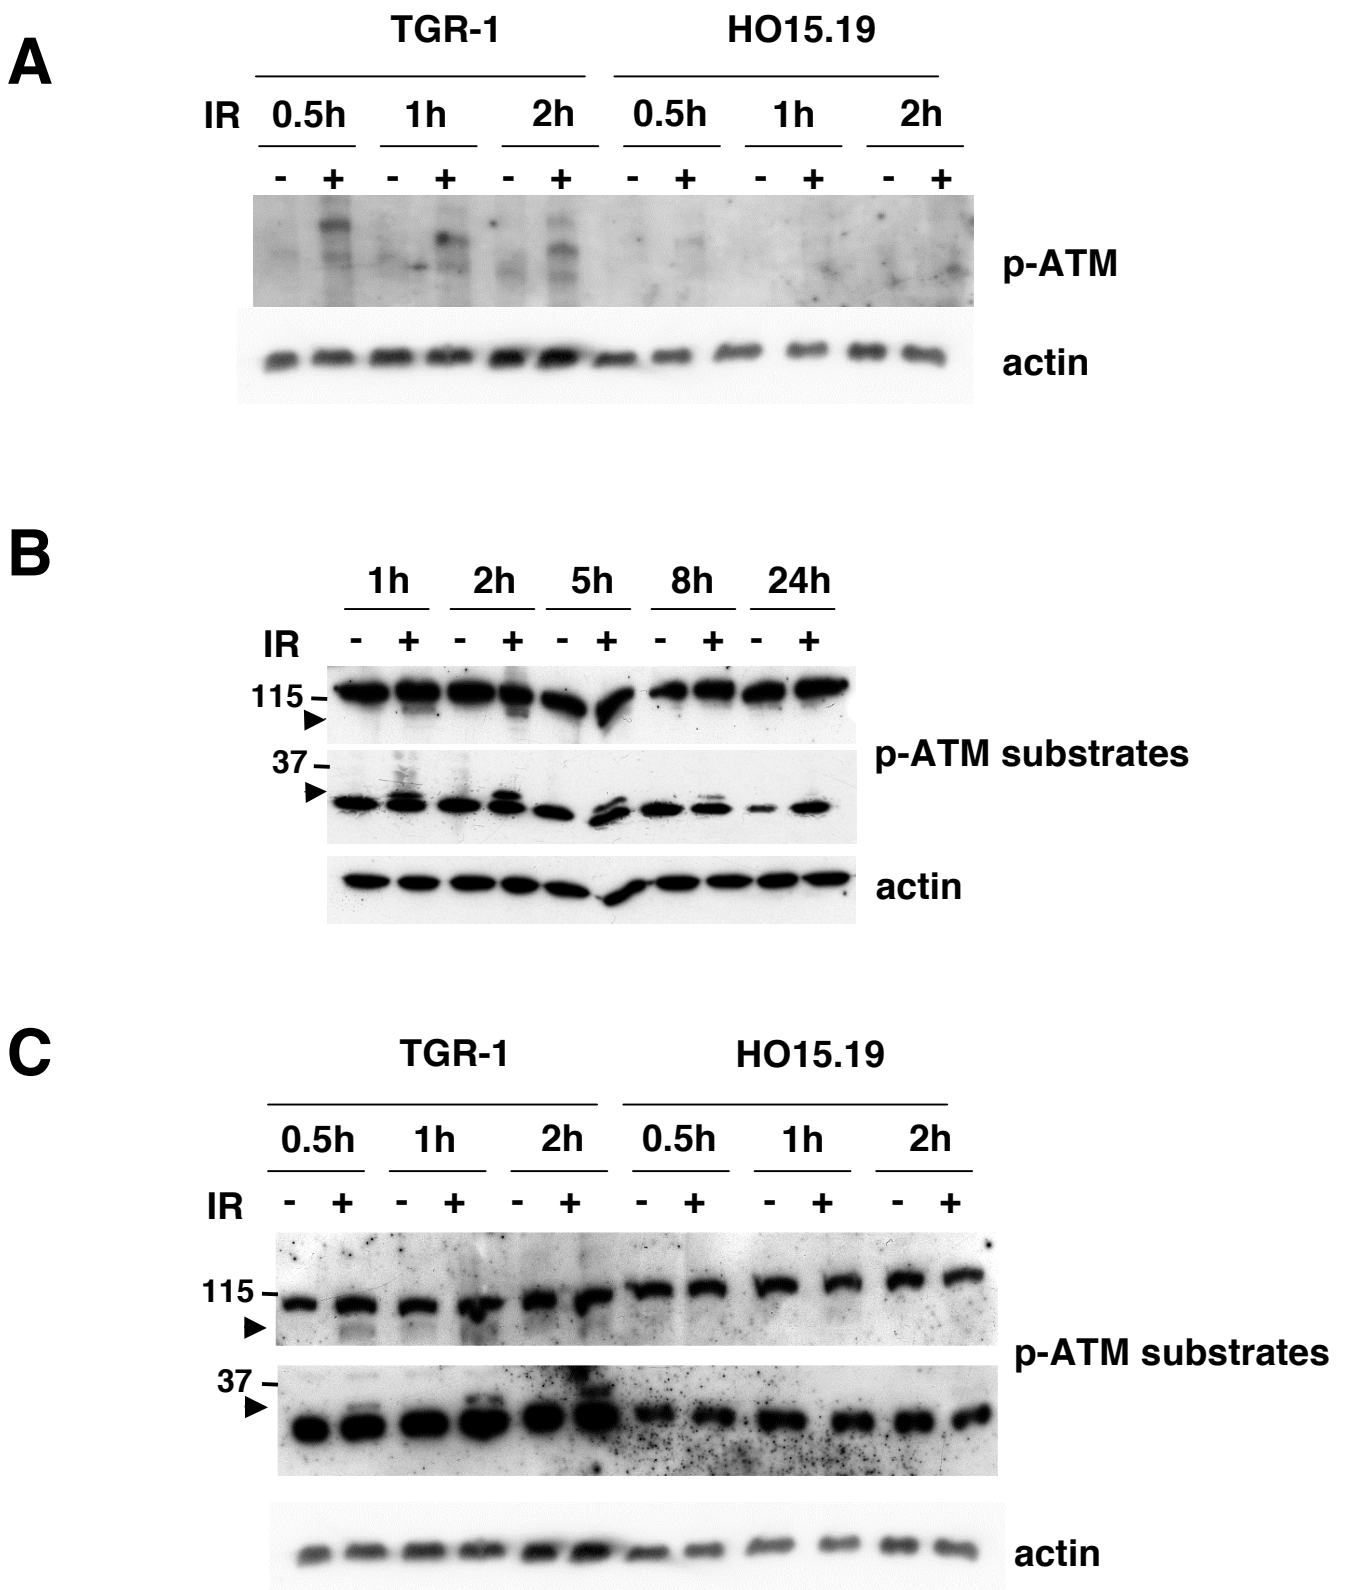 A
TGR-1 HO15.19
IR 0.5h 1h 2h 0.5h 1h 2h
- + - + - + - + - + - +
p-ATM
actin
B
1h 2h 5h 8h 24h
IR - + - + - + - + - +
115
p-ATM substrates
37
actin
C
TGR-1 HO15.19
0.5h 1h 2h 0.5h 1h 2h
IR - + - + - + - + - + - +
115
p-ATM substrates
37
actin